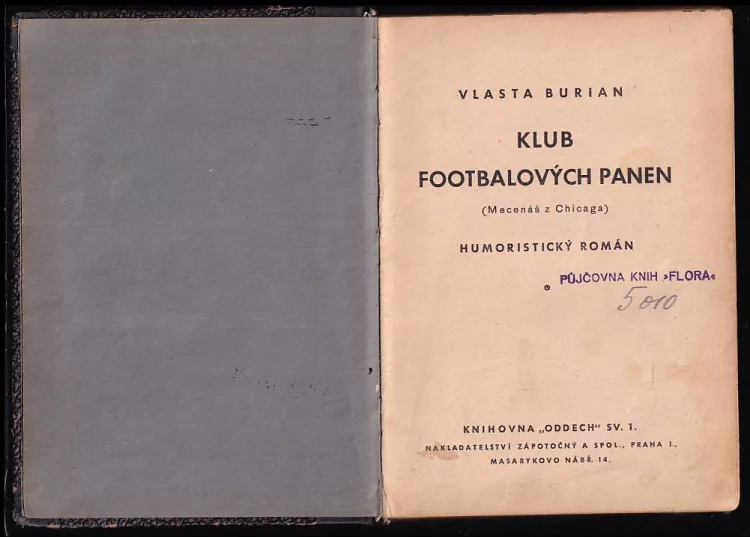 VLASTA BURIAN
KLUB
FOOTBALOVÝCH PANEN
(Mecenáš z Chicaga)
HUMORISTICKÝ ROMÁN
PŮJČOVNA KNIH ›FLORA‹
5010
KNIHOVNA „ODDECH" SV. 1.
NAKLADATELSTVÍ ZÁPOTOČNÝ A SPOL., PRAHA I.,
MASARYKOVO NÁBŘ. 14.